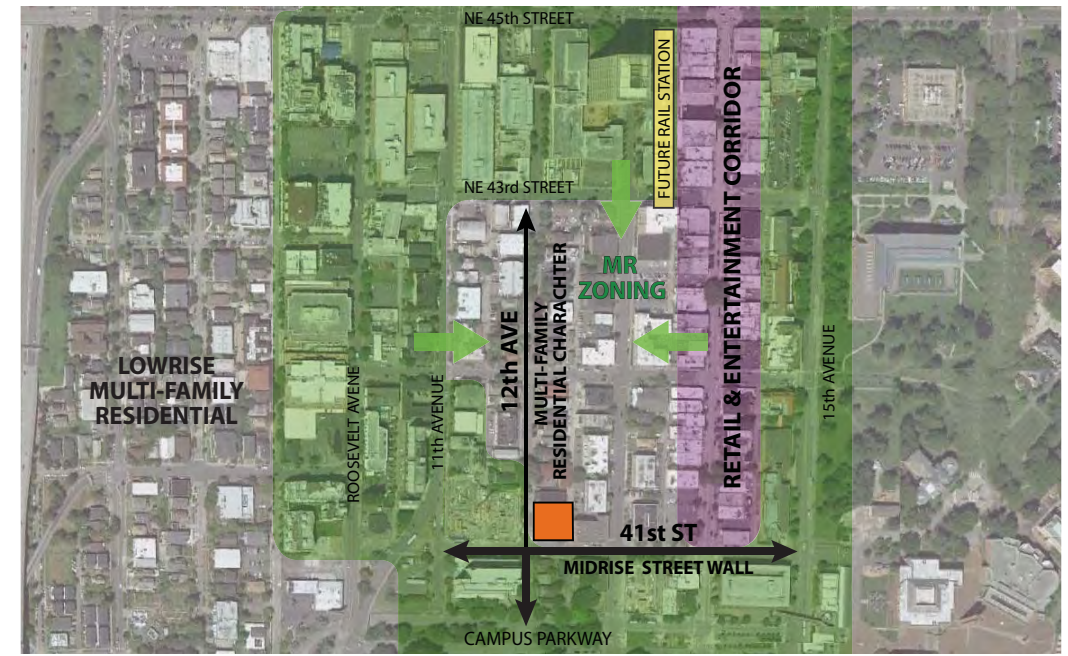 NE 45th STREET
FUTURE RAIL STATION
RETAIL & ENTERTAINMENT CORRIDOR
NE 43rd STREET
MR
ZONING
12th AVE
MULTI-FAMILY
RESIDENTIAL CHARACHTER
LOWRISE
MULTI-FAMILY
RESIDENTIAL
ROOSEVELT AVENE
11th AVENUE
15th AVENUE
41st ST
MIDRISE STREET WALL
CAMPUS PARKWAY